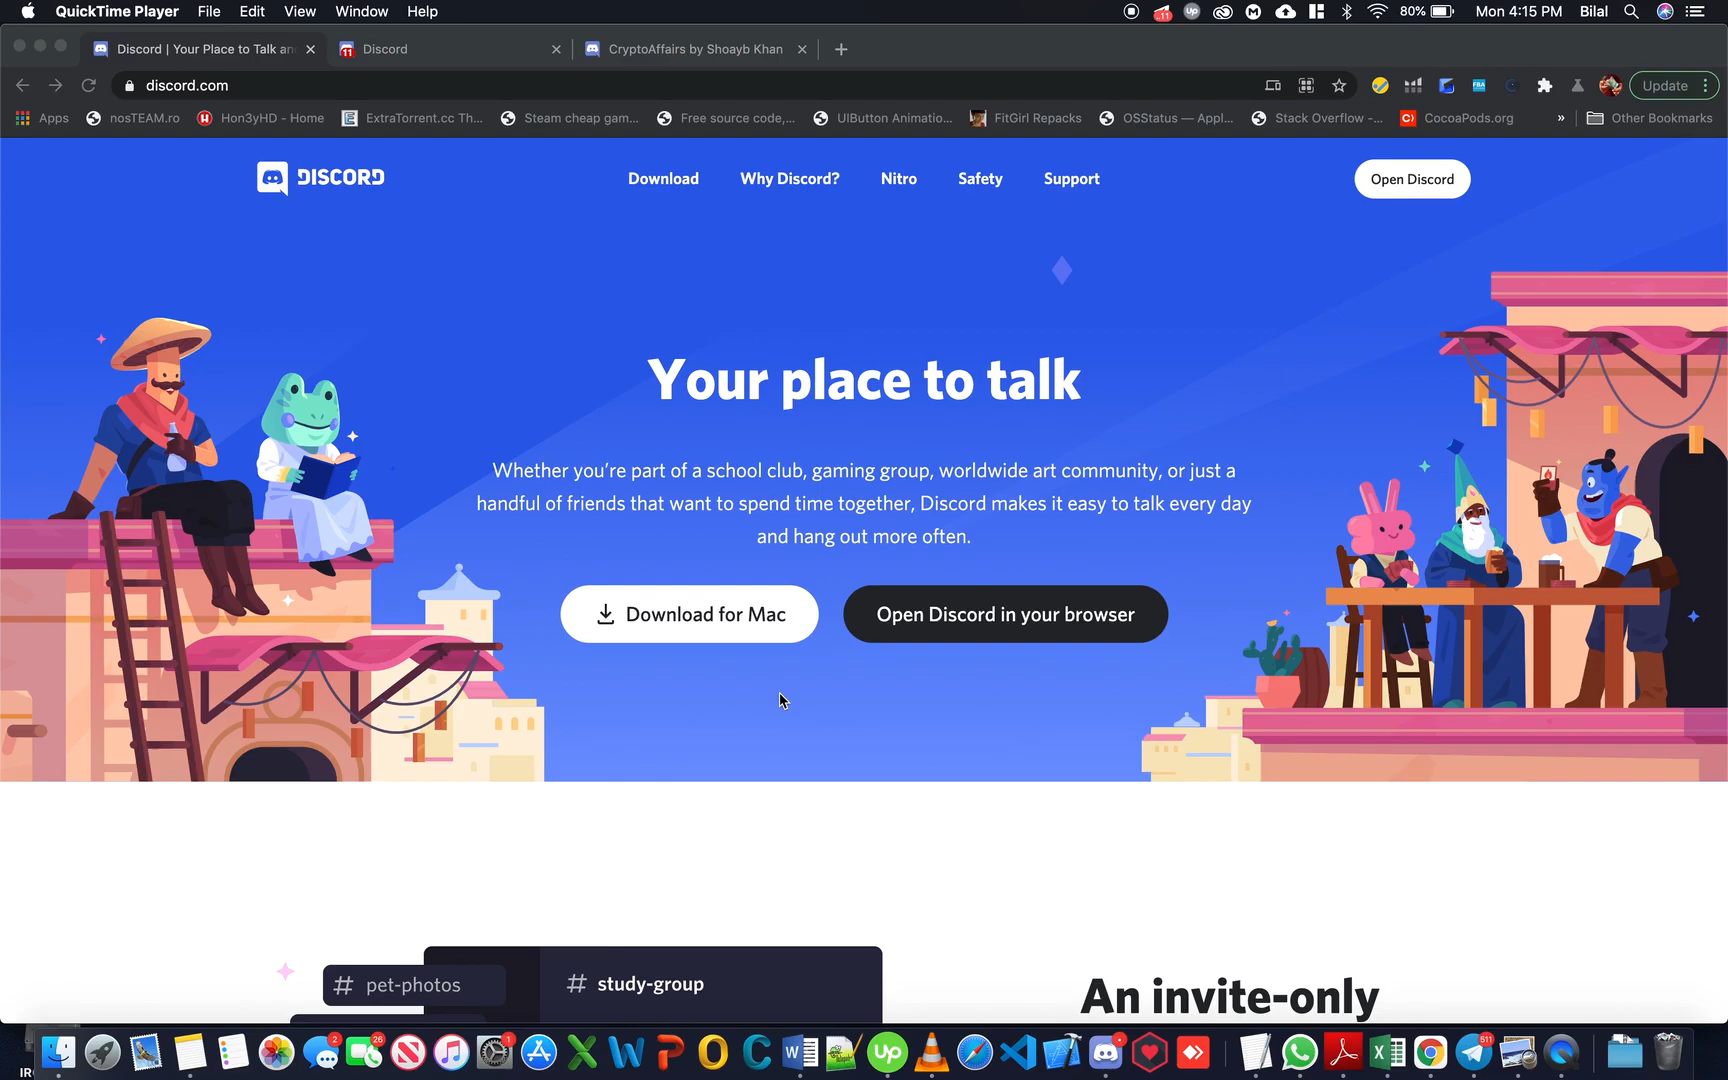 QuickTime Player File Edit View Window Help 80% Mon 4:15 PM Bilal
Discord | Your Place to Talk an
Discord
CryptoAffairs by Shoayb Khan
discord.com
Update
Apps nosTEAM.ro Hon3yHD - Home ExtraTorrent.cc Th... Steam cheap gam... Free source code,... UIButton Animatio... FitGirl Repacks OSStatus — Appl... Stack Overflow -... CocoaPods.org » Other Bookmarks
DISCORD
Download Why Discord? Nitro Safety Support
Open Discord
Your place to talk
Whether you're part of a school club, gaming group, worldwide art community, or just a
handful of friends that want to spend time together, Discord makes it easy to talk every day
and hang out more often.
Download for Mac
Open Discord in your browser
# pet-photos
# study-group
An invite-only